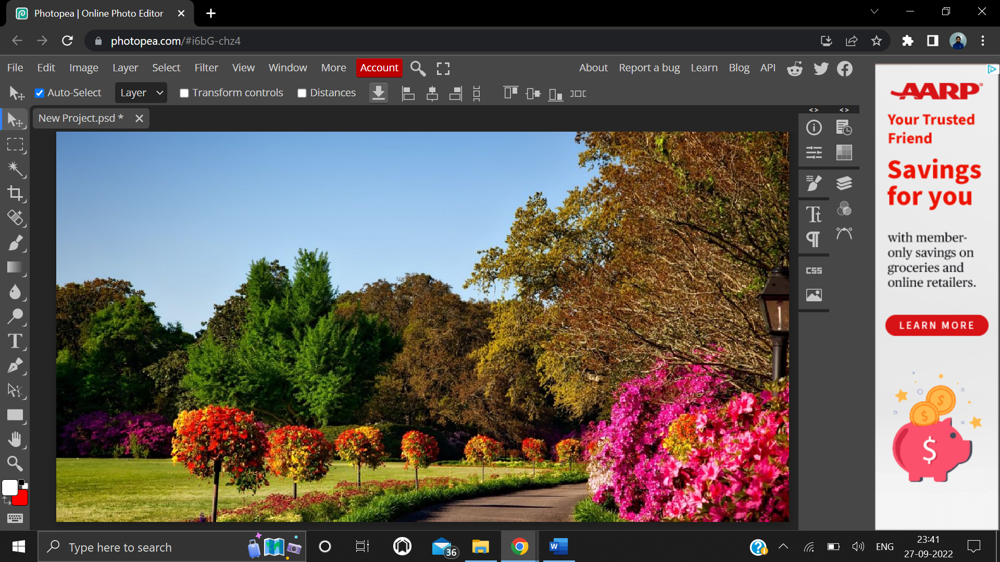 Photopea | Online Photo Editor
photopea.com/#i6bG-chz4
File Edit Image Layer Select Filter View Window More Account About Report a bug Learn Blog API
Auto-Select Layer Transform controls Distances
New Project.psd *
< > < >
CSS
AARP
Your Trusted
Friend
Savings
for you
with member-
only savings on
groceries and
online retailers.
LEARN MORE
$
$
$
Type here to search
36
ENG
23:41
27-09-2022